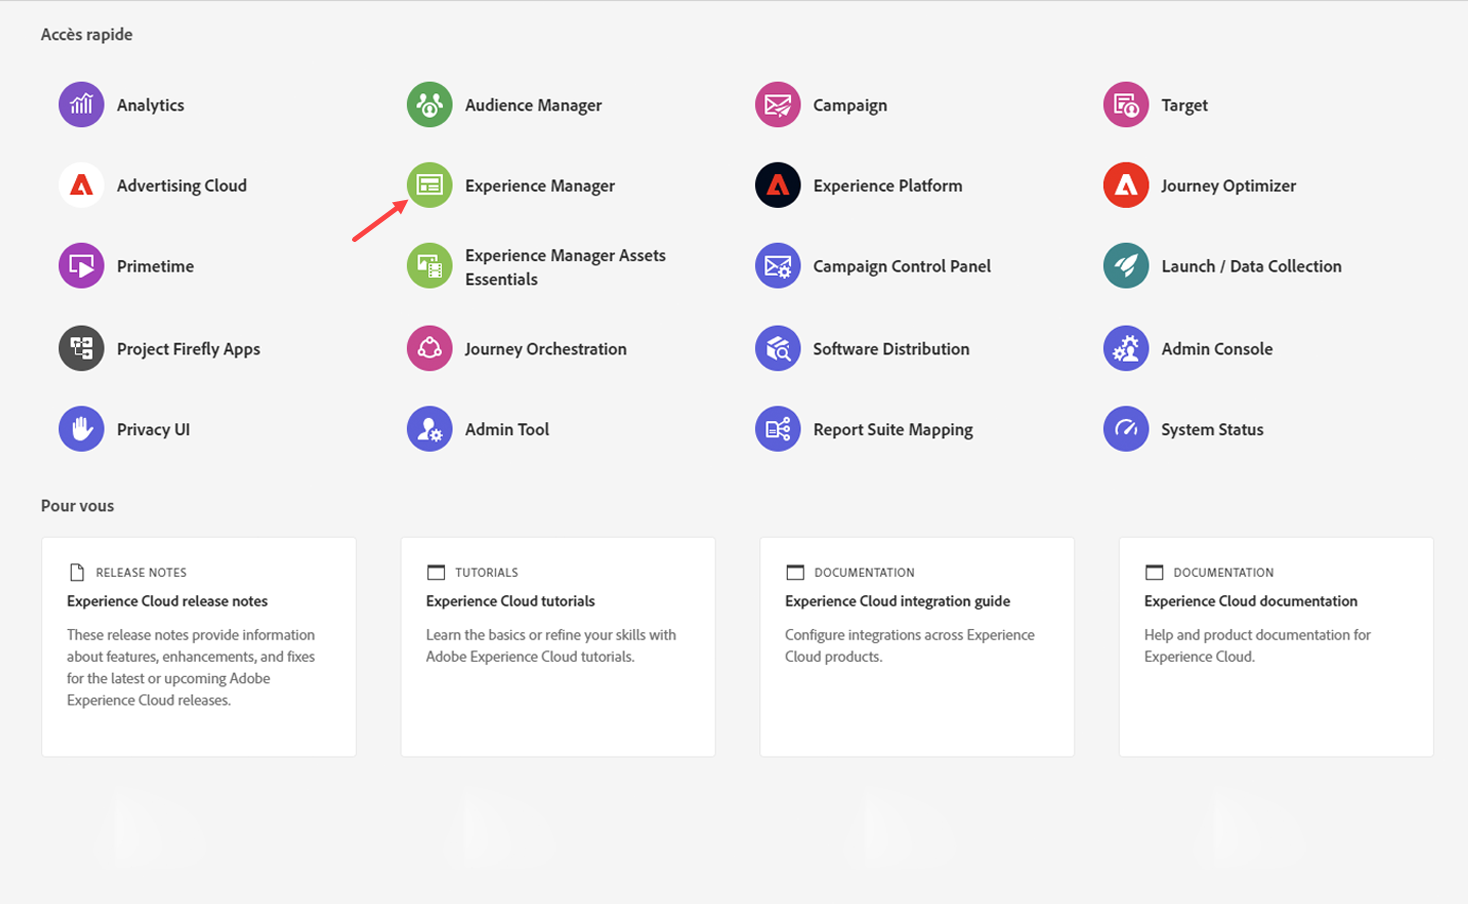 Accès rapide
Analytics
Audience Manager
Campaign
Target
Advertising Cloud
Experience Manager
Experience Platform
Journey Optimizer
Primetime
Experience Manager Assets
Essentials
Campaign Control Panel
Launch / Data Collection
Project Firefly Apps
Journey Orchestration
Software Distribution
Admin Console
Privacy UI
Admin Tool
Report Suite Mapping
System Status
Pour vous
RELEASE NOTES
Experience Cloud release notes
These release notes provide information
about features, enhancements, and fixes
for the latest or upcoming Adobe
Experience Cloud releases.
TUTORIALS
Experience Cloud tutorials
Learn the basics or refine your skills with
Adobe Experience Cloud tutorials.
DOCUMENTATION
Experience Cloud integration guide
Configure integrations across Experience
Cloud products.
DOCUMENTATION
Experience Cloud documentation
Help and product documentation for
Experience Cloud.